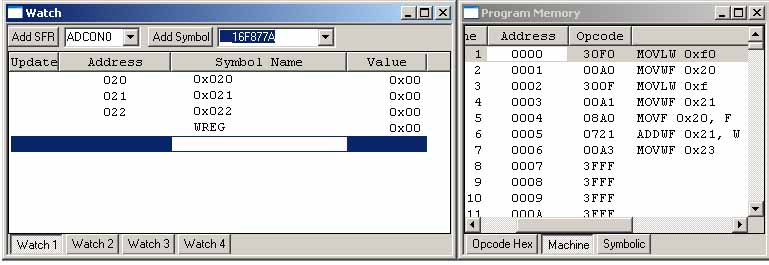 Watch
Add SFR ADCON0 Add Symbol __16F877A
Update Address Symbol Name Value
020 0x020 0x00
021 0x021 0x00
022 0x022 0x00
WREG 0x00
Watch 1 Watch 2 Watch 3 Watch 4
Program Memory
ne Address Opcode
1 0000 30F0 MOVLW 0xf0
2 0001 00A0 MOVWF 0x20
3 0002 300F MOVLW 0xf
4 0003 00A1 MOVWF 0x21
5 0004 08A0 MOVF 0x20, F
6 0005 0721 ADDWF 0x21, W
7 0006 00A3 MOVWF 0x23
8 0007 3FFF
9 0008 3FFF
10 0009 3FFF
11 000A 3FFF
Opcode Hex Machine Symbolic